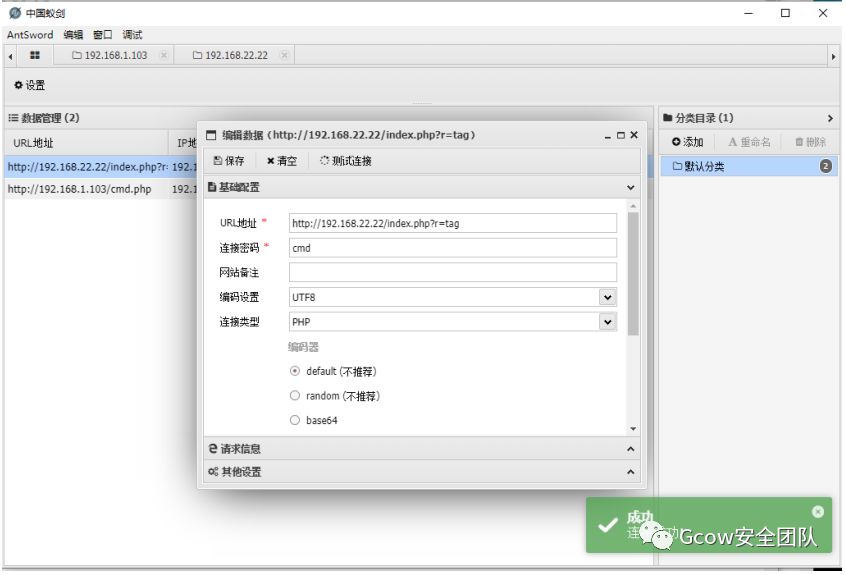 中国蚁剑
AntSword 编辑 窗口 调试
192.168.1.103 192.168.22.22
设置
数据管理 (2)
URL地址 IP地
http://192.168.22.22/index.php?r= 192.1
http://192.168.1.103/cmd.php 192.1
分类目录 (1)
添加 重命名 删除
默认分类 2
编辑数据 (http://192.168.22.22/index.php?r=tag)
保存 清空 测试连接
基础配置
URL地址 * http://192.168.22.22/index.php?r=tag
连接密码 * cmd
网站备注
编码设置 UTF8
连接类型 PHP
编码器
default (不推荐)
random (不推荐)
base64
请求信息
其他设置
成功
Gcow安全团队